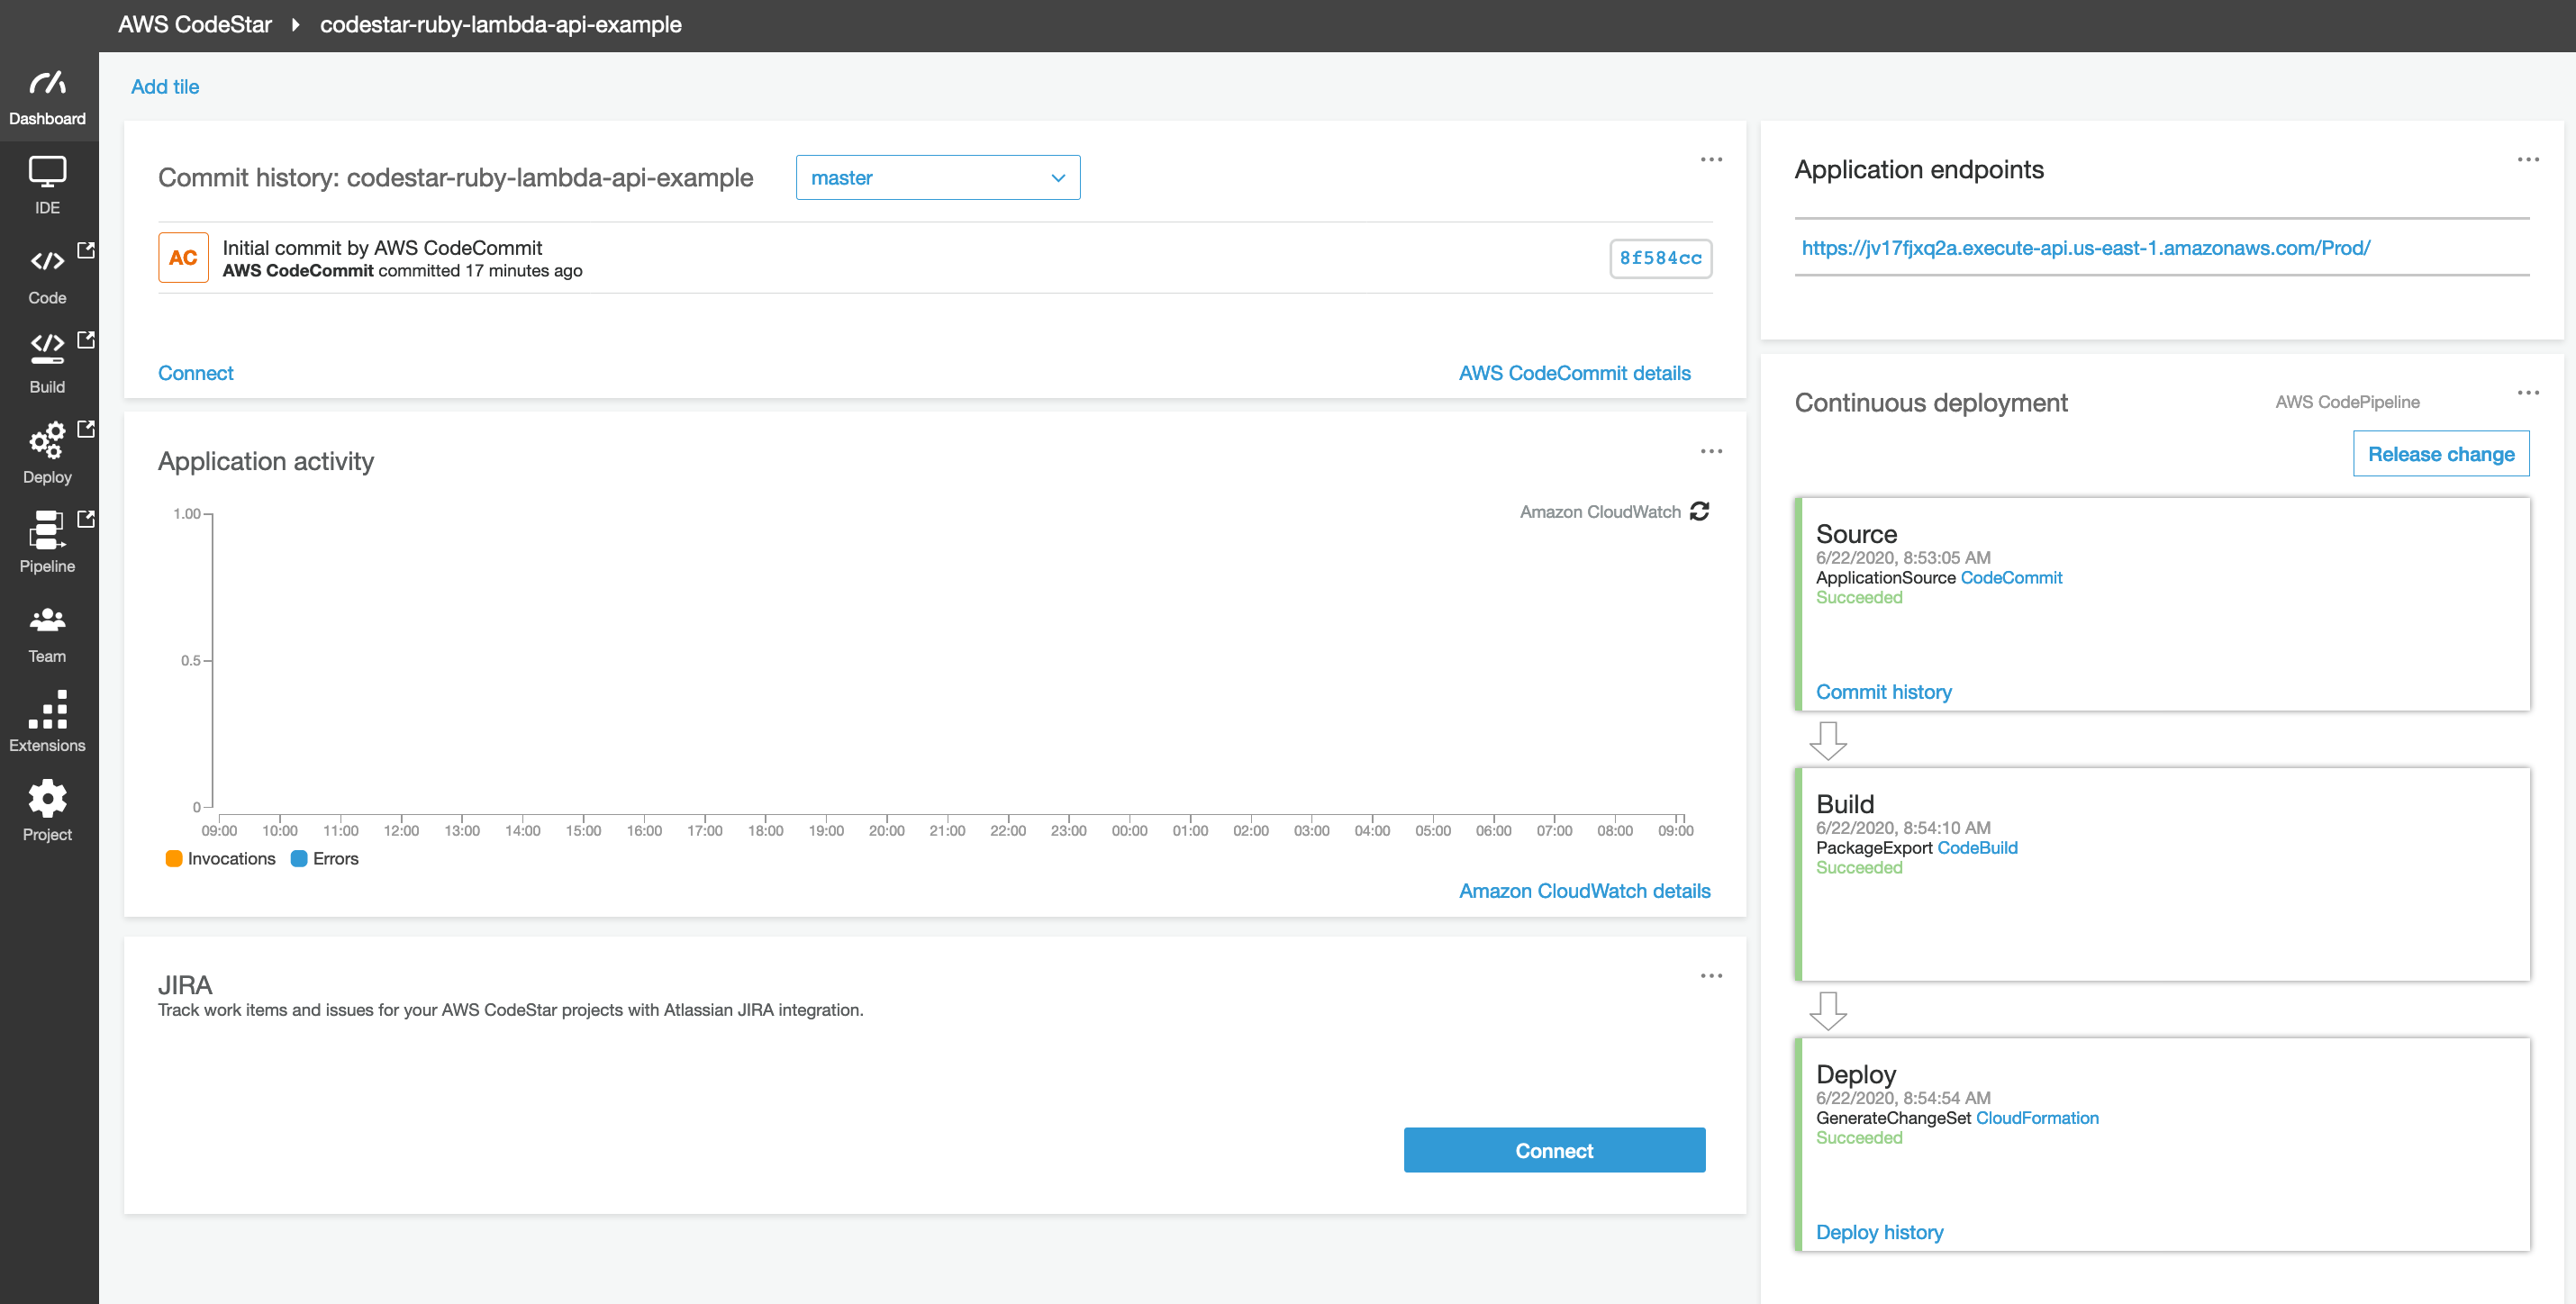 AWS CodeStar codestar-ruby-lambda-api-example
Dashboard
IDE
Code
Build
Deploy
Pipeline
Team
Extensions
Project
Add tile
Commit history: codestar-ruby-lambda-api-example
master
AC
Initial commit by AWS CodeCommit
AWS CodeCommit committed 17 minutes ago
8f584cc
Connect
AWS CodeCommit details
Application activity
Amazon CloudWatch
1.00
0.5
0
09:00 10:00 11:00 12:00 13:00 14:00 15:00 16:00 17:00 18:00 19:00 20:00 21:00 22:00 23:00 00:00 01:00 02:00 03:00 04:00 05:00 06:00 07:00 08:00 09:00
Invocations Errors
Amazon CloudWatch details
JIRA
Track work items and issues for your AWS CodeStar projects with Atlassian JIRA integration.
Connect
Application endpoints
https://jv17fjxq2a.execute-api.us-east-1.amazonaws.com/Prod/
Continuous deployment
AWS CodePipeline
Release change
Source
6/22/2020, 8:53:05 AM
ApplicationSource CodeCommit
Succeeded
Commit history
Build
6/22/2020, 8:54:10 AM
PackageExport CodeBuild
Succeeded
Deploy
6/22/2020, 8:54:54 AM
GenerateChangeSet CloudFormation
Succeeded
Deploy history